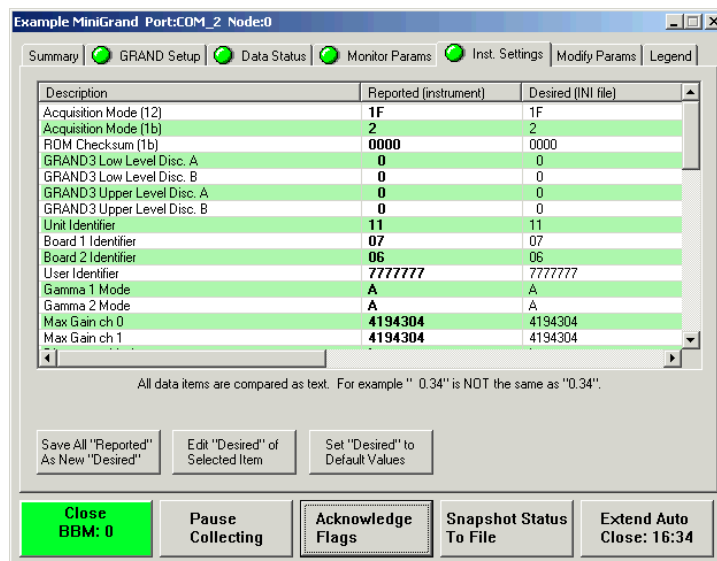 Example MiniGrand Port:COM_2 Node:0
Summary GRAND Setup Data Status Monitor Params Inst. Settings Modify Params Legend
Description Reported (instrument) Desired (INI file)
Acquisition Mode (12) 1F 1F
Acquisition Mode (1b) 2 2
ROM Checksum (1b) 0000 0000
GRAND3 Low Level Disc. A 0 0
GRAND3 Low Level Disc. B 0 0
GRAND3 Upper Level Disc. A 0 0
GRAND3 Upper Level Disc. B 0 0
Unit Identifier 11 11
Board 1 Identifier 07 07
Board 2 Identifier 06 06
User Identifier 7777777 7777777
Gamma 1 Mode A A
Gamma 2 Mode A A
Max Gain ch 0 4194304 4194304
Max Gain ch 1 4194304 4194304
All data items are compared as text. For example " 0.34" is NOT the same as "0.34".
Save All "Reported" As New "Desired"
Edit "Desired" of Selected Item
Set "Desired" to Default Values
Close BBM: 0
Pause Collecting
Acknowledge Flags
Snapshot Status To File
Extend Auto Close: 16:34